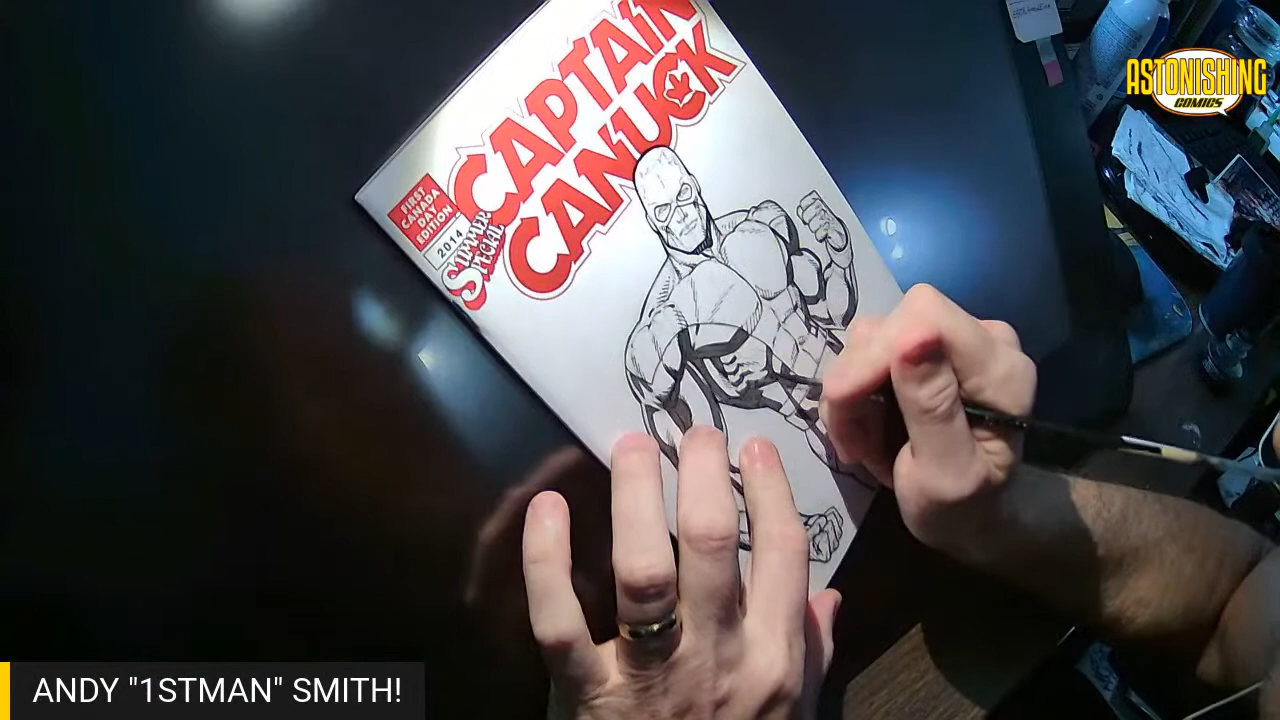 CAPTAIN
CANUCK
FIRST
CANADA
DAY
EDITION
2014
SUMMER
SPECIAL
ASTONISHING
COMICS
ANDY "1STMAN" SMITH!